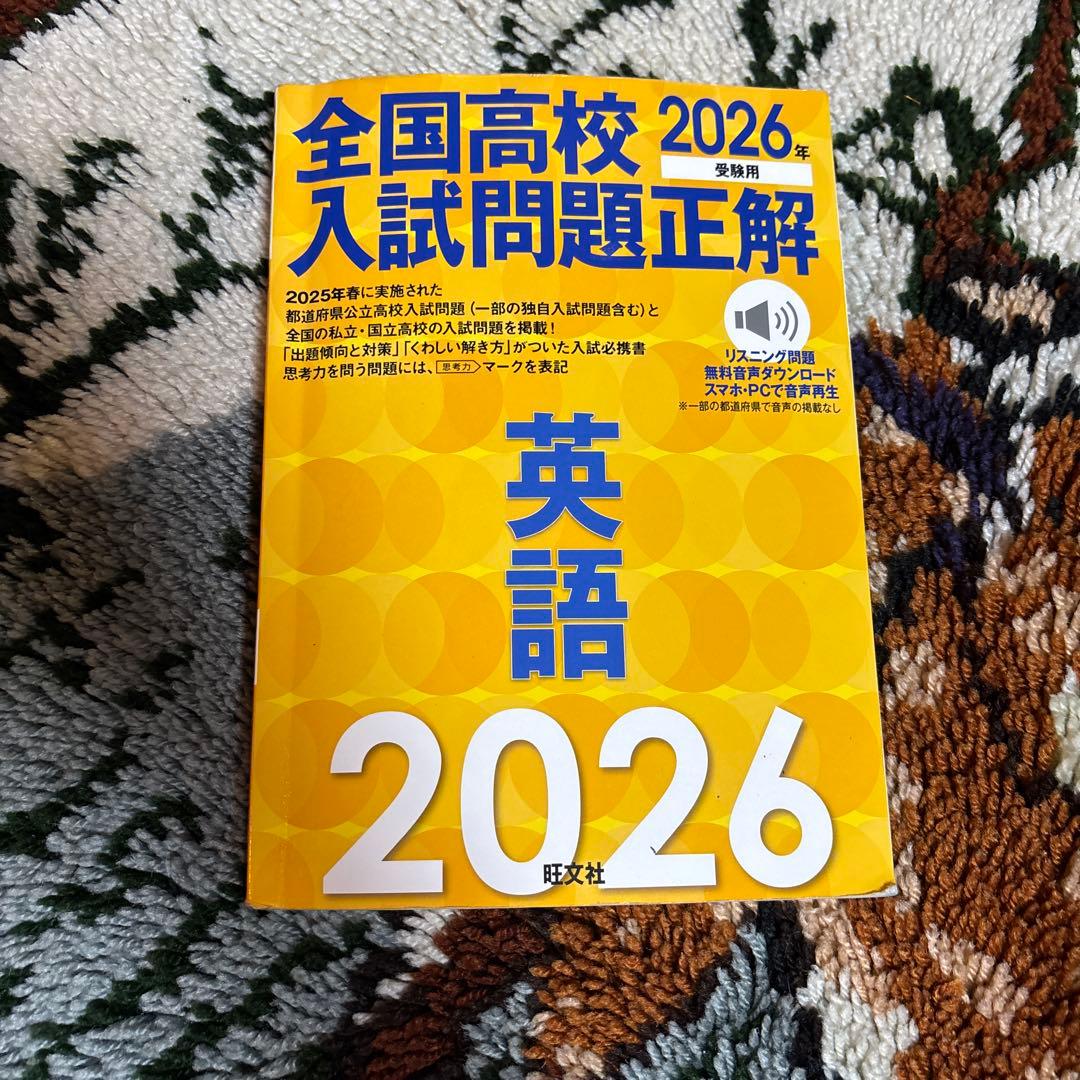 全国高校
2026年
受験用
入試問題正解
2025年春に実施された
都道府県公立高校入試問題(一部の独自入試問題含む)と
全国の私立・国立高校の入試問題を掲載!
「出題傾向と対策」「くわしい解き方」がついた入試必携書
思考力を問う問題には、思考力マークを表記
リスニング問題
無料音声ダウンロード
スマホ・PCで音声再生
※一部の都道府県で音声の掲載なし
英語
2026
旺文社